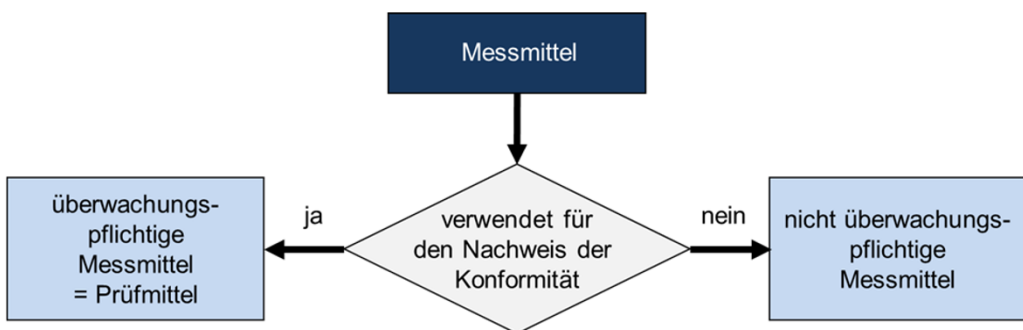 Messmittel
überwachungs-
pflichtige
Messmittel
= Prüfmittel
ja
verwendet für
den Nachweis der
Konformität
nein
nicht überwachungs-
pflichtige
Messmittel